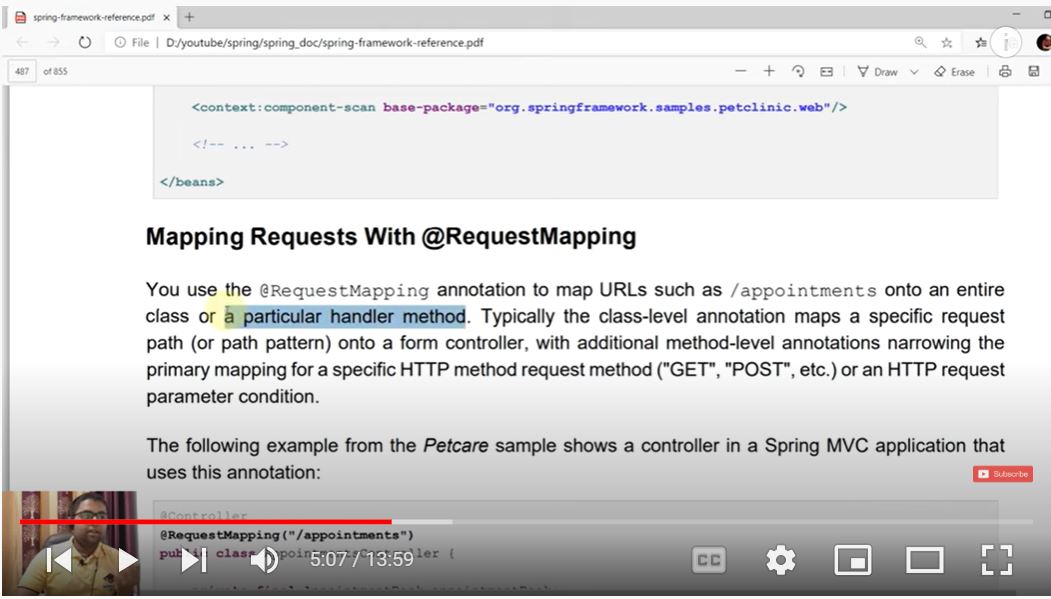 spring-framework-reference.pdf
File | D:/youtube/spring/spring_doc/spring-framework-reference.pdf
487 of 855
Draw
Erase
<context:component-scan base-package="org.springframework.samples.petclinic.web"/>
<!-- ... -->
</beans>
Mapping Requests With @RequestMapping
You use the @RequestMapping annotation to map URLs such as /appointments onto an entire
class or a particular handler method. Typically the class-level annotation maps a specific request
path (or path pattern) onto a form controller, with additional method-level annotations narrowing the
primary mapping for a specific HTTP method request method ("GET", "POST", etc.) or an HTTP request
parameter condition.
The following example from the Petcare sample shows a controller in a Spring MVC application that
uses this annotation:
Subscribe
@Controller
@RequestMapping("/appointments")
public class
Controller {
5:07 / 13:59
CC